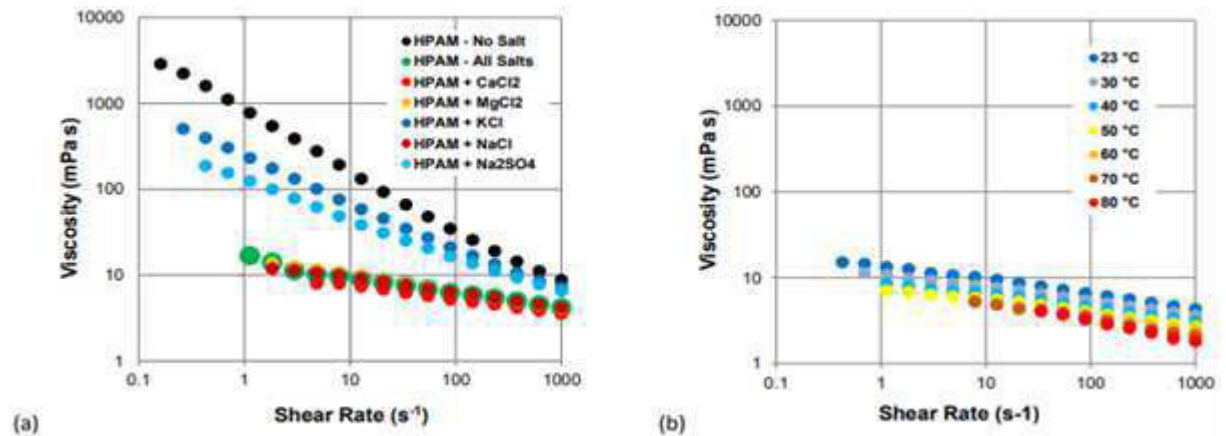 10000
1000
100
10
1
0.1
1
10
100
1000
Viscosity (mPa s)
Shear Rate (s-1)
HPAM - No Salt
HPAM - All Salts
HPAM + CaCl2
HPAM + MgCl2
HPAM + KCl
HPAM + NaCl
HPAM + Na2SO4
(a)
10000
1000
100
10
1
0.1
1
10
100
1000
Viscosity (mPa s)
Shear Rate (s-1)
23 °C
30 °C
40 °C
50 °C
60 °C
70 °C
80 °C
(b)